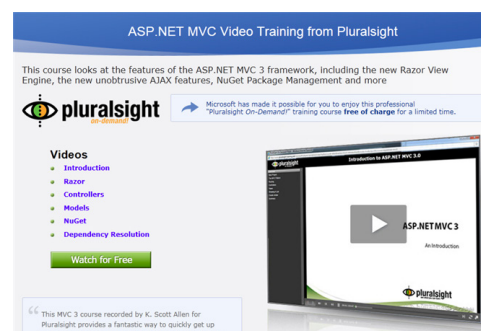 ASP.NET MVC Video Training from Pluralsight
This course looks at the features of the ASP.NET MVC 3 framework, including the new Razor View
Engine, the new unobtrusive AJAX features, NuGet Package Management and more
pluralsight
on-demand!
Microsoft has made it possible for you to enjoy this professional
"Pluralsight On-Demand!" training course free of charge for a limited time.
Videos
Introduction
Razor
Controllers
Models
NuGet
Dependency Resolution
Watch for Free
pluralsight
Introduction to ASP.NET MVC 3.0
ASP.NET MVC 3
An Introduction
pluralsight
This MVC 3 course recorded by K. Scott Allen for
Pluralsight provides a fantastic way to quickly get up